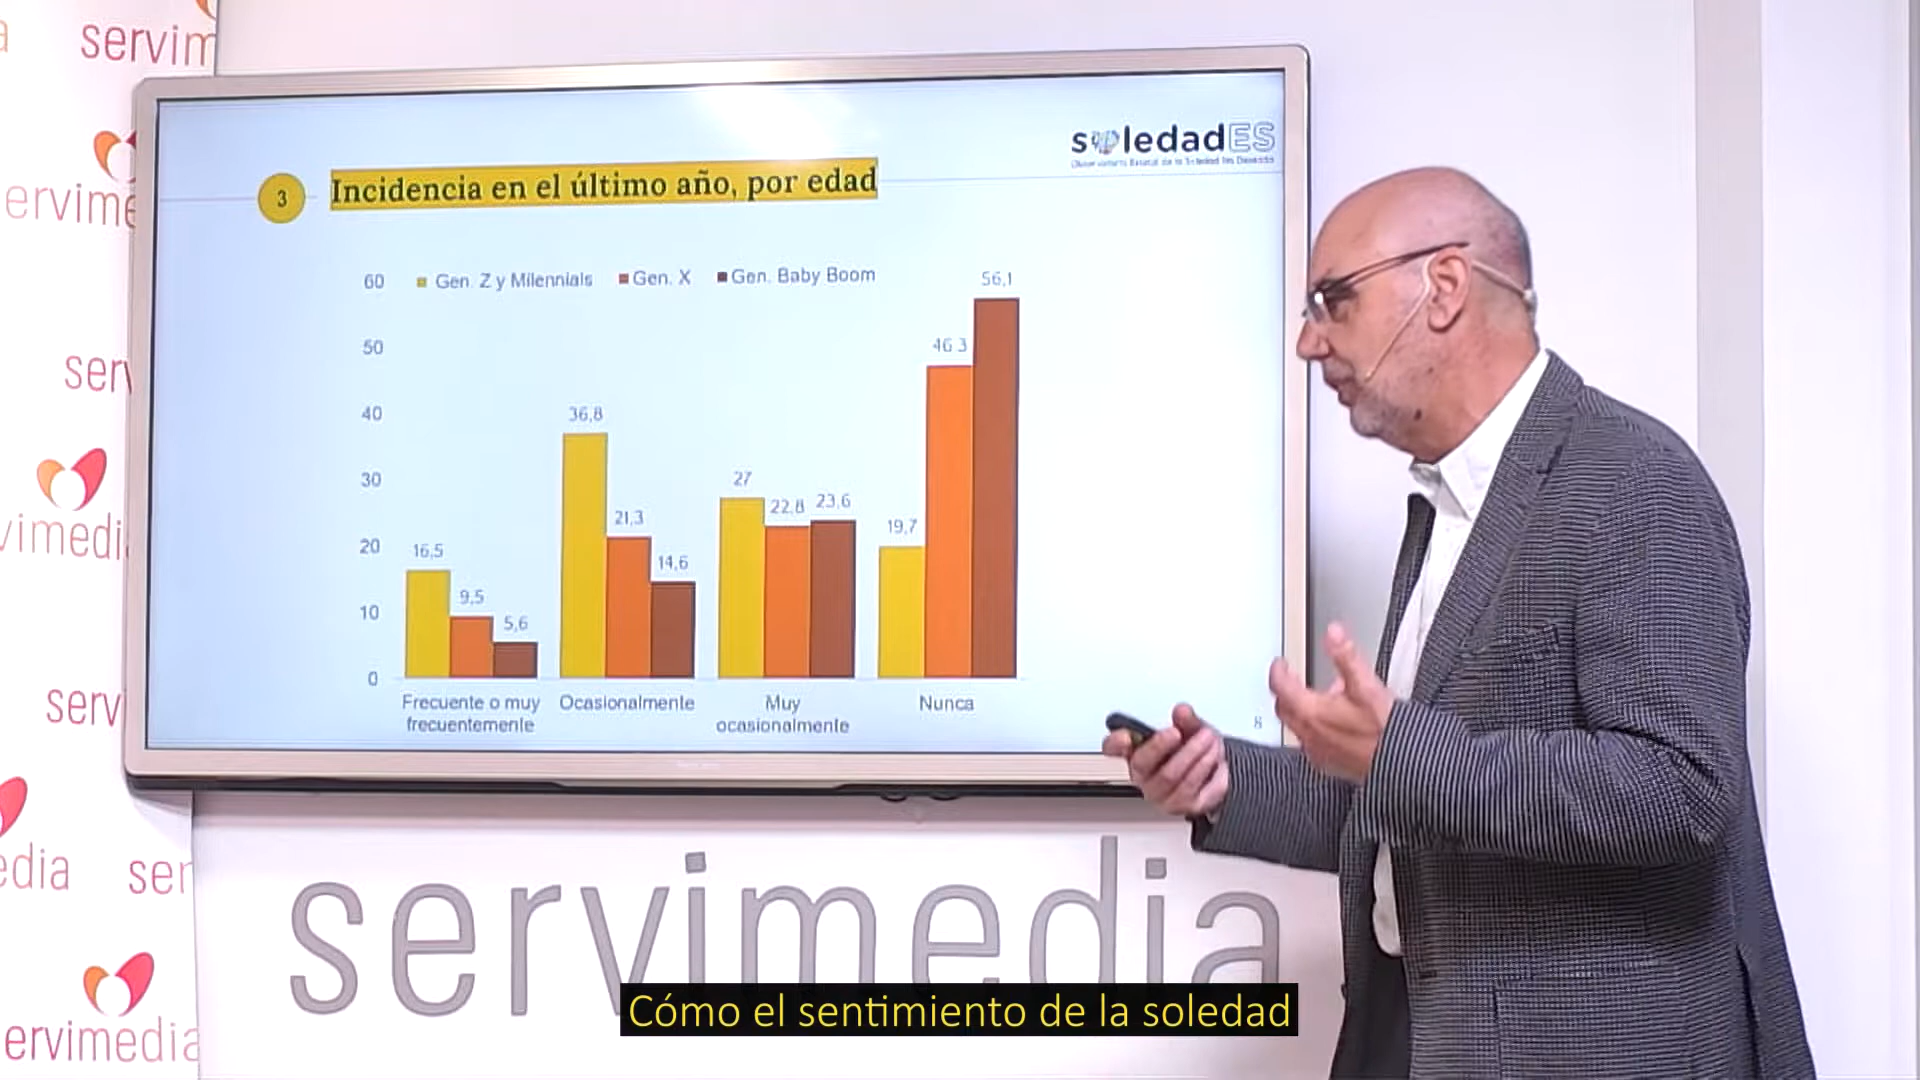 servim
servime
serv
vimedi
serv
edia
ser
ervimedia
soledadES
3
Incidencia en el último año, por edad
Gen. Z y Milennials
Gen. X
Gen. Baby Boom
60
50
40
30
20
10
0
16,5
9,5
5,6
36,8
21,3
14,6
27
22,8
23,6
19,7
46,3
56,1
Frecuente o muy
frecuentemente
Ocasionalmente
Muy
ocasionalmente
Nunca
8
servimedia
Cómo el sentimiento de la soledad